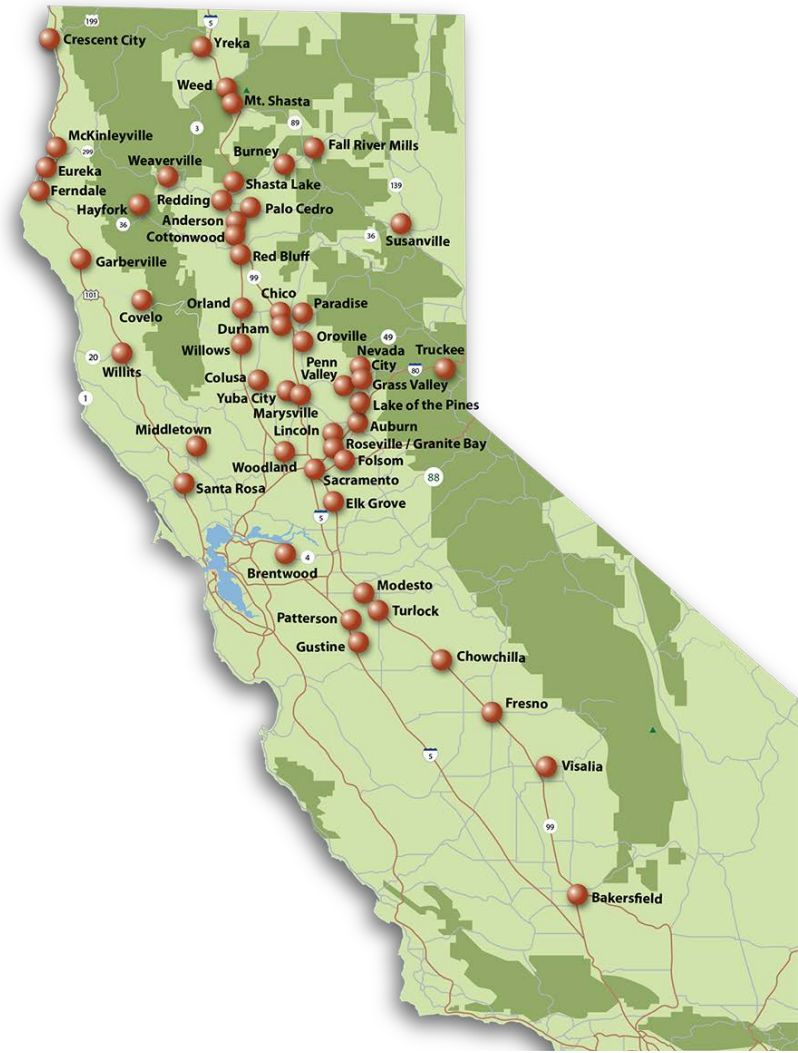 199
5
Crescent City
Yreka
Weed
Mt. Shasta
3
89
McKinleyville
299
Weaverville
Burney
Fall River Mills
Eureka
Shasta Lake
139
Ferndale
Hayfork
Redding
Palo Cedro
36
Anderson
Cottonwood
36
Susanville
Garberville
Red Bluff
99
101
Covelo
Orland
Chico
Paradise
Durham
Willows
Oroville
49
20
Willits
Penn
Valley
Nevada
City
Truckee
80
Colusa
Grass Valley
1
Yuba City
Marysville
Lake of the Pines
Middletown
Lincoln
Auburn
Roseville / Granite Bay
Woodland
Folsom
Santa Rosa
Sacramento
88
Elk Grove
5
4
Brentwood
Modesto
Turlock
Patterson
Gustine
Chowchilla
Fresno
5
Visalia
99
Bakersfield